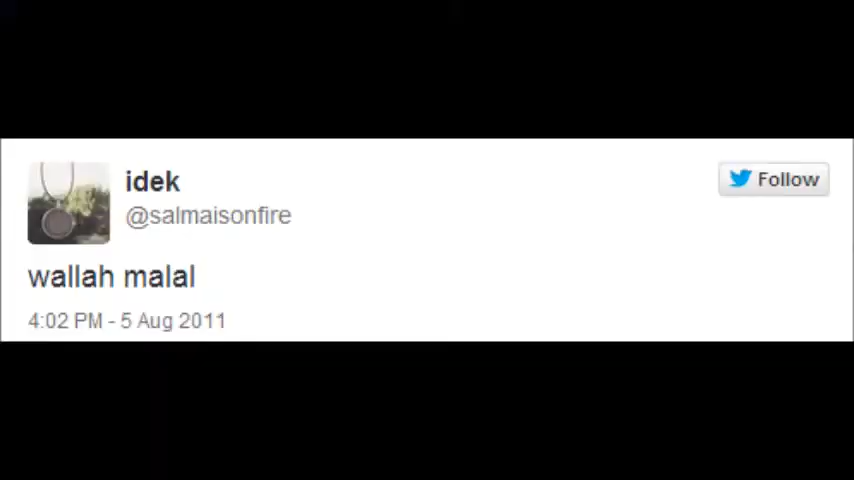 idek
Follow
@salmaisonfire
wallah malal
4:02 PM - 5 Aug 2011